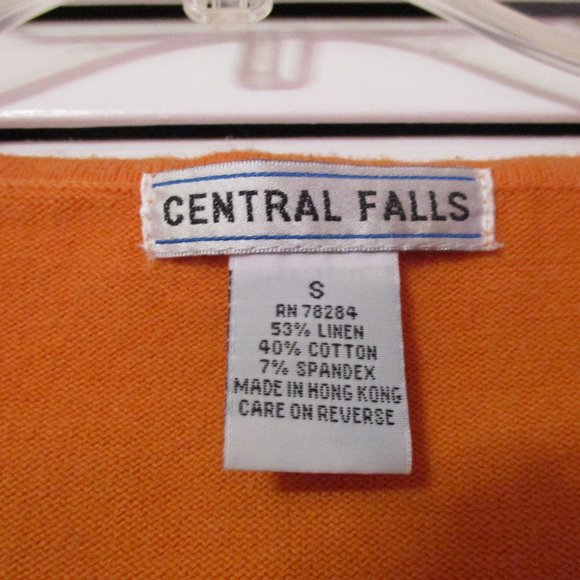 CENTRAL FALLS
S
RN 78284
53% LINEN
40% COTTON
7% SPANDEX
MADE IN HONG KONG
CARE ON REVERSE